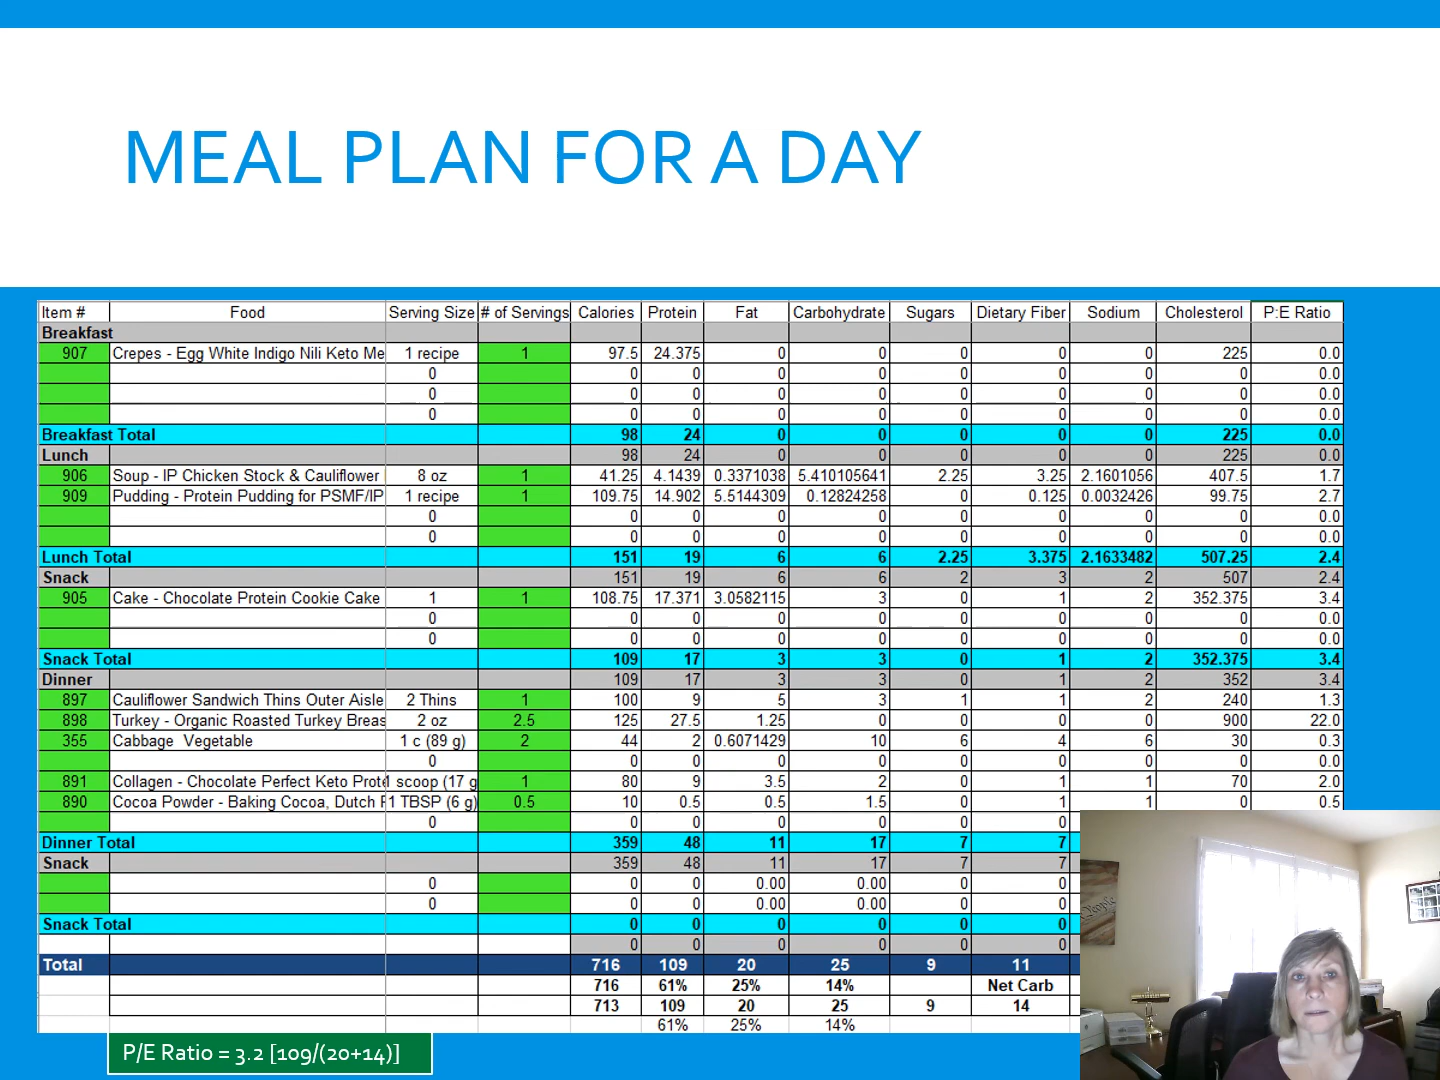 MEAL PLAN FOR A DAY
Item # Food Serving Size # of Servings Calories Protein Fat Carbohydrate Sugars Dietary Fiber Sodium Cholesterol P:E Ratio
Breakfast
907 Crepes - Egg White Indigo Nili Keto Me 1 recipe 1 97.5 24.375 0 0 0 0 0 225 0.0
0 0 0 0 0 0 0 0 0 0.0
0 0 0 0 0 0 0 0 0 0.0
0 0 0 0 0 0 0 0 0 0.0
Breakfast Total 98 24 0 0 0 0 0 225 0.0
Lunch 98 24 0 0 0 0 0 225 0.0
906 Soup - IP Chicken Stock & Cauliflower 8 oz 1 41.25 4.1439 0.3371038 5.410105641 2.25 3.25 2.1601056 407.5 1.7
909 Pudding - Protein Pudding for PSMF/IP 1 recipe 1 109.75 14.902 5.5144309 0.12824258 0 0.125 0.0032426 99.75 2.7
0 0 0 0 0 0 0 0 0 0.0
0 0 0 0 0 0 0 0 0 0.0
Lunch Total 151 19 6 6 2.25 3.375 2.1633482 507.25 2.4
Snack 151 19 6 6 2 3 2 507 2.4
905 Cake - Chocolate Protein Cookie Cake 1 1 108.75 17.371 3.0582115 3 0 1 2 352.375 3.4
0 0 0 0 0 0 0 0 0 0.0
0 0 0 0 0 0 0 0 0 0.0
Snack Total 109 17 3 3 0 1 2 352.375 3.4
Dinner 109 17 3 3 0 1 2 352 3.4
897 Cauliflower Sandwich Thins Outer Aisle 2 Thins 1 100 9 5 3 1 1 2 240 1.3
898 Turkey - Organic Roasted Turkey Breas 2 oz 2.5 125 27.5 1.25 0 0 0 0 900 22.0
355 Cabbage Vegetable 1 c (89 g) 2 44 2 0.6071429 10 6 4 6 30 0.3
0 0 0 0 0 0 0 0 0 0.0
891 Collagen - Chocolate Perfect Keto Prote 1 scoop (17 g 1 80 9 3.5 2 0 1 1 70 2.0
890 Cocoa Powder - Baking Cocoa, Dutch P 1 TBSP (6 g) 0.5 10 0.5 0.5 1.5 0 1 1 0 0.5
0 0 0 0 0 0 0
Dinner Total 359 48 11 17 7 7
Snack 359 48 11 17 7 7
0 0 0 0.00 0.00 0 0
0 0 0 0.00 0.00 0 0
Snack Total 0 0 0 0 0 0
0 0 0 0 0 0
Total 716 109 20 25 9 11
716 61% 25% 14% Net Carb
713 109 20 25 9 14
61% 25% 14%
P/E Ratio = 3.2 [109/(20+14)]
People